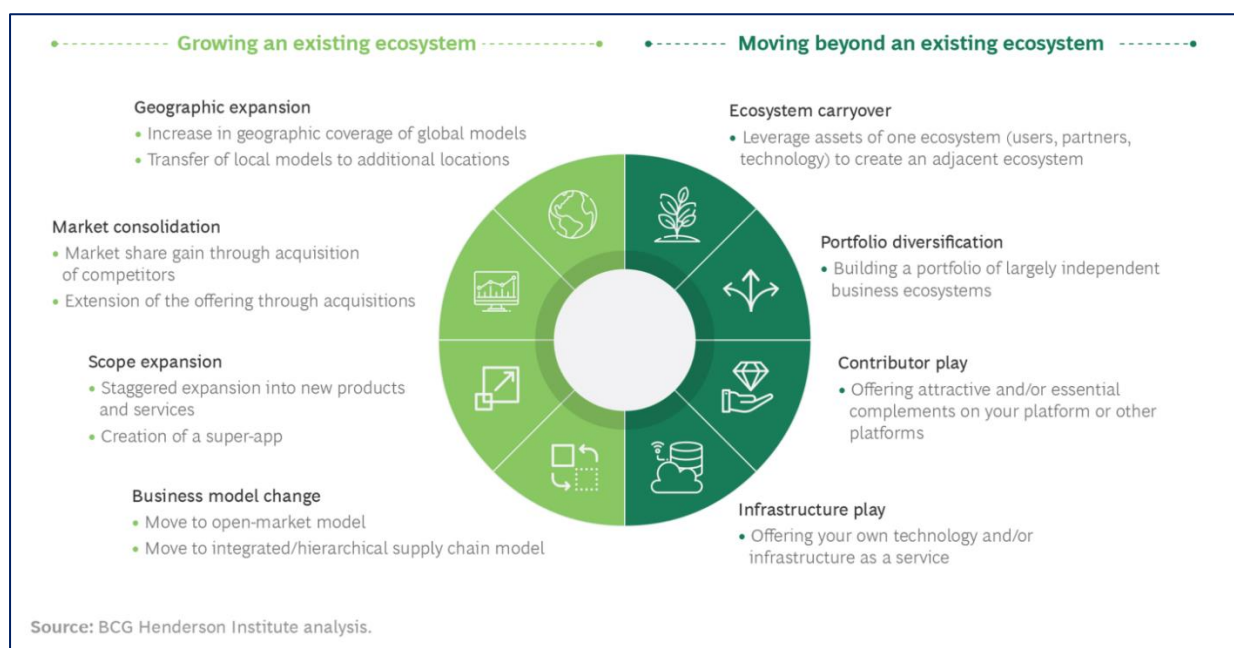 Growing an existing ecosystem
Geographic expansion
• Increase in geographic coverage of global models
• Transfer of local models to additional locations
Market consolidation
• Market share gain through acquisition
of competitors
• Extension of the offering through acquisitions
Scope expansion
• Staggered expansion into new products
and services
• Creation of a super-app
Business model change
• Move to open-market model
• Move to integrated/hierarchical supply chain model
Moving beyond an existing ecosystem
Ecosystem carryover
• Leverage assets of one ecosystem (users, partners,
technology) to create an adjacent ecosystem
Portfolio diversification
• Building a portfolio of largely independent
business ecosystems
Contributor play
• Offering attractive and/or essential
complements on your platform or other
platforms
Infrastructure play
• Offering your own technology and/or
infrastructure as a service
Source: BCG Henderson Institute analysis.